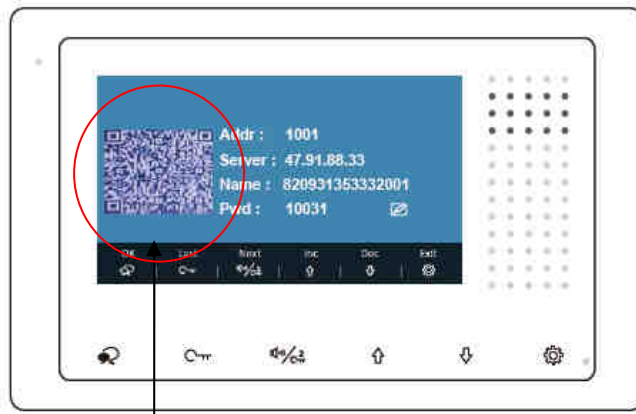 Addr : 1001
Server : 47.91.88.33
Name : 820931353332001
Pwd : 10031
OK Last Next Inc Dec Exit